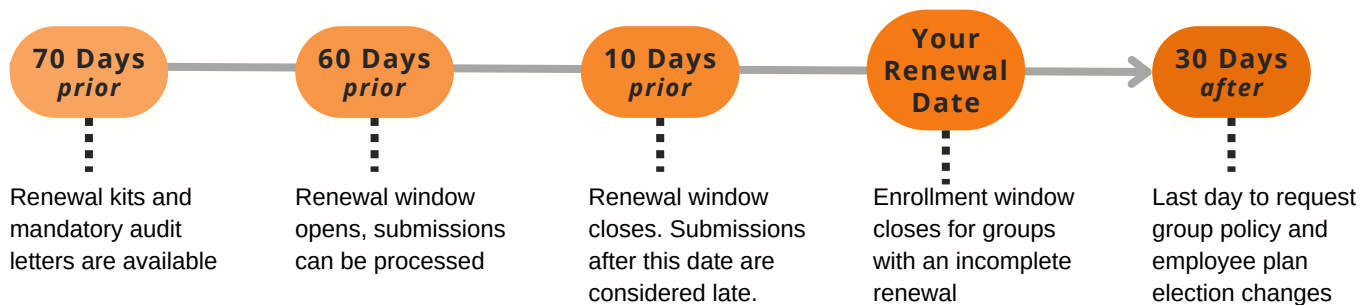 70 Days
prior
60 Days
prior
10 Days
prior
Your
Renewal
Date
30 Days
after
Renewal kits and
mandatory audit
letters are available
Renewal window
opens, submissions
can be processed
Renewal window
closes. Submissions
after this date are
considered late.
Enrollment window
closes for groups
with an incomplete
renewal
Last day to request
group policy and
employee plan
election changes